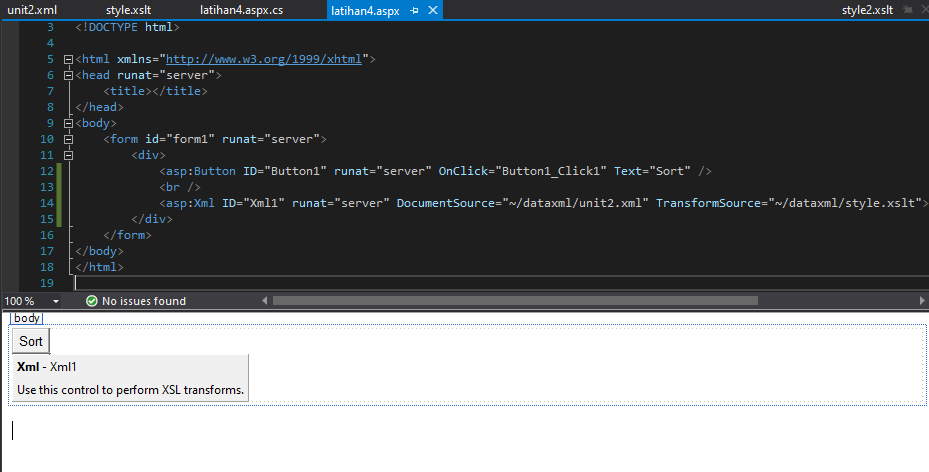 unit2.xml style.xslt latihan4.aspx.cs latihan4.aspx style2.xslt
3 <!DOCTYPE html>
4
5 <html xmlns="http://www.w3.org/1999/xhtml">
6 <head runat="server">
7 <title></title>
8 </head>
9 <body>
10 <form id="form1" runat="server">
11 <div>
12 <asp:Button ID="Button1" runat="server" OnClick="Button1_Click1" Text="Sort" />
13 <br />
14 <asp:Xml ID="Xml1" runat="server" DocumentSource="~/dataxml/unit2.xml" TransformSource="~/dataxml/style.xslt">
15 </div>
16 </form>
17 </body>
18 </html>
19
100 % No issues found
body
Sort
Xml - Xml1
Use this control to perform XSL transforms.